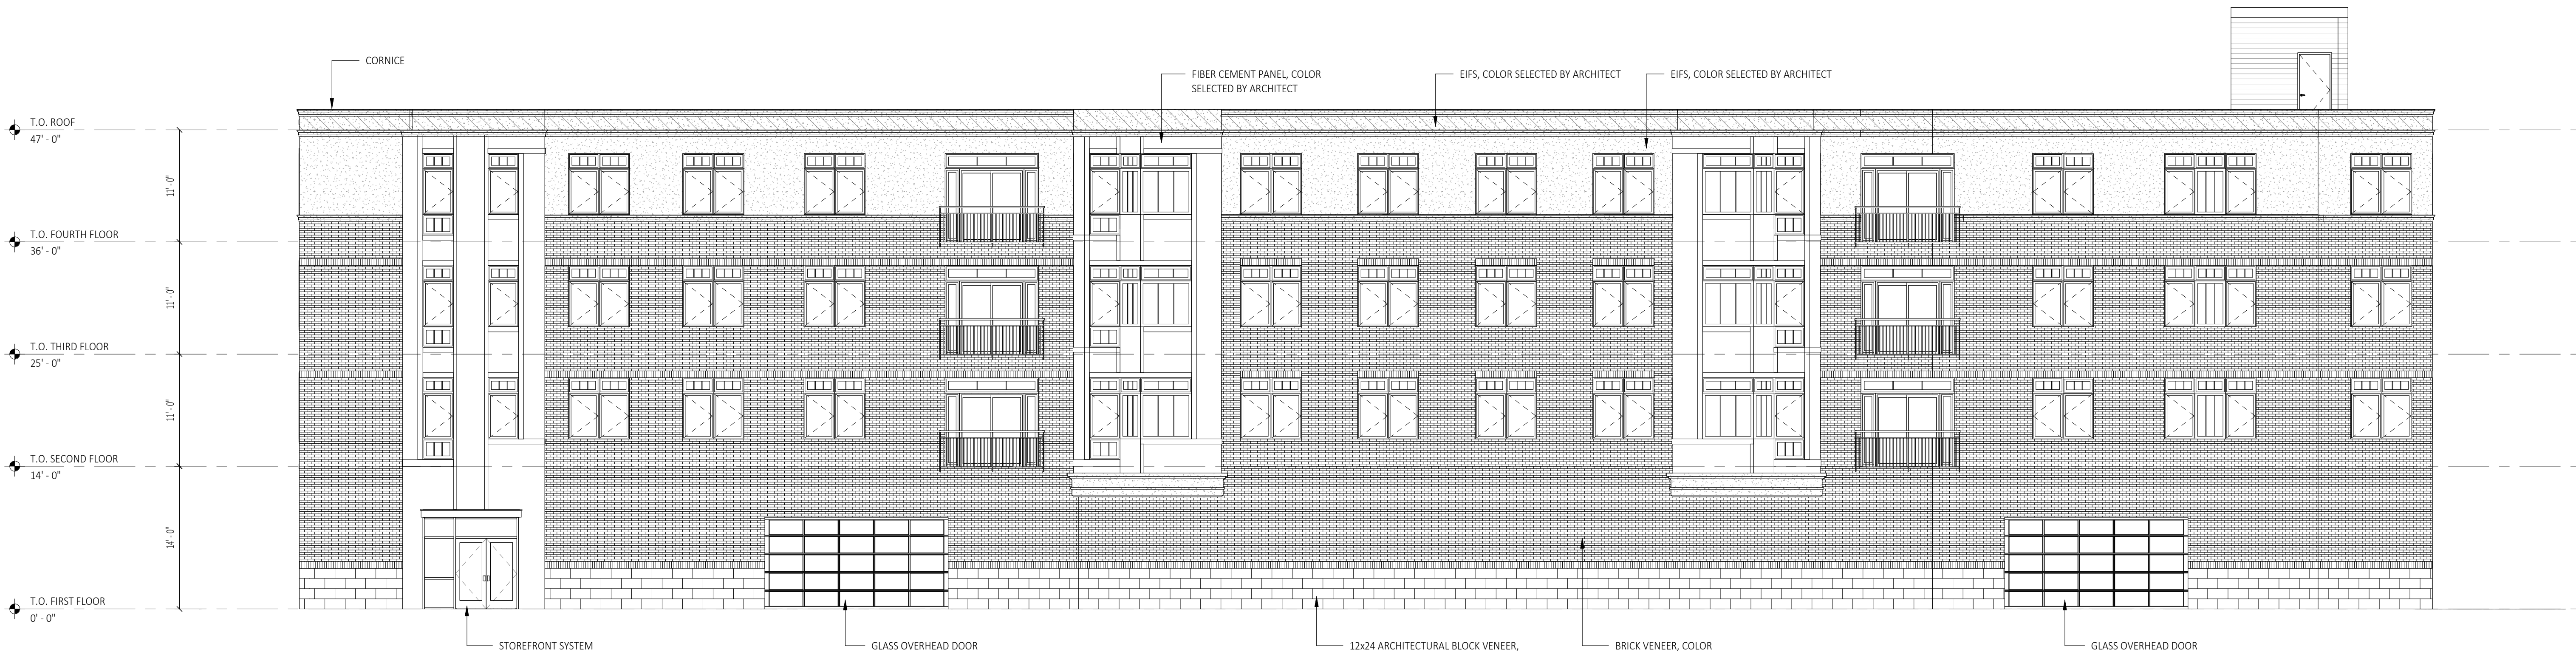 CORNICE
FIBER CEMENT PANEL, COLOR
SELECTED BY ARCHITECT
EIFS, COLOR SELECTED BY ARCHITECT
EIFS, COLOR SELECTED BY ARCHITECT
T.O. ROOF
47' - 0"
11' - 0"
T.O. FOURTH FLOOR
36' - 0"
11' - 0"
T.O. THIRD FLOOR
25' - 0"
11' - 0"
T.O. SECOND FLOOR
14' - 0"
14' - 0"
T.O. FIRST FLOOR
0' - 0"
STOREFRONT SYSTEM
GLASS OVERHEAD DOOR
12x24 ARCHITECTURAL BLOCK VENEER,
BRICK VENEER, COLOR
GLASS OVERHEAD DOOR